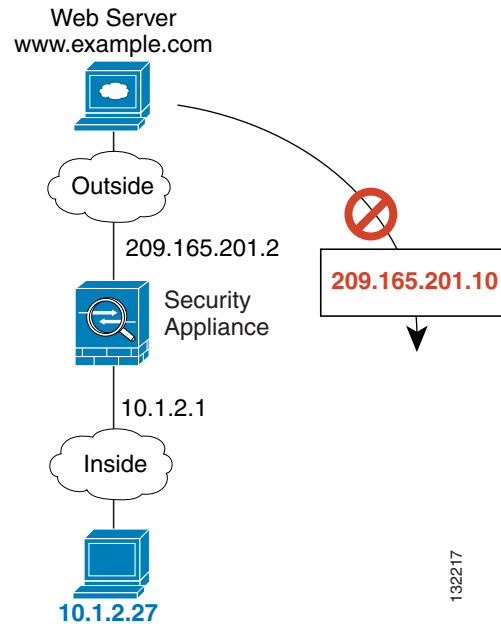 Web Server
www.example.com
Outside
209.165.201.2
209.165.201.10
Security
Appliance
10.1.2.1
Inside
10.1.2.27
132217